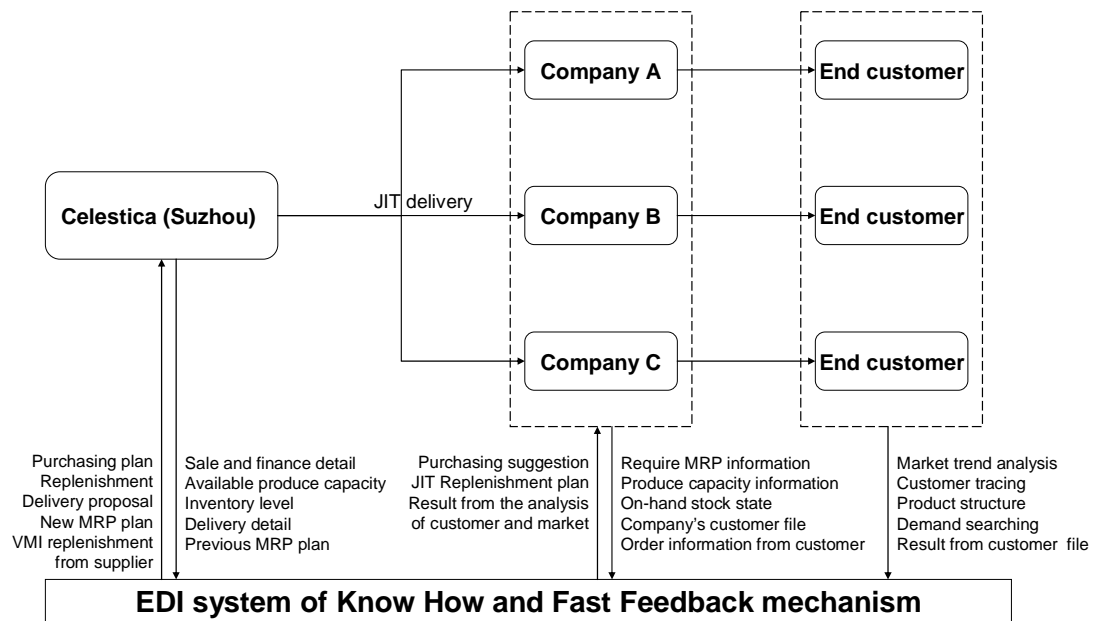 Company A
End customer
Celestica (Suzhou)
JIT delivery
Company B
End customer
Company C
End customer
Purchasing plan
Replenishment
Delivery proposal
New MRP plan
VMI replenishment
from supplier
Sale and finance detail
Available produce capacity
Inventory level
Delivery detail
Previous MRP plan
Purchasing suggestion
JIT Replenishment plan
Result from the analysis
of customer and market
Require MRP information
Produce capacity information
On-hand stock state
Company's customer file
Order information from customer
Market trend analysis
Customer tracing
Product structure
Demand searching
Result from customer file
EDI system of Know How and Fast Feedback mechanism